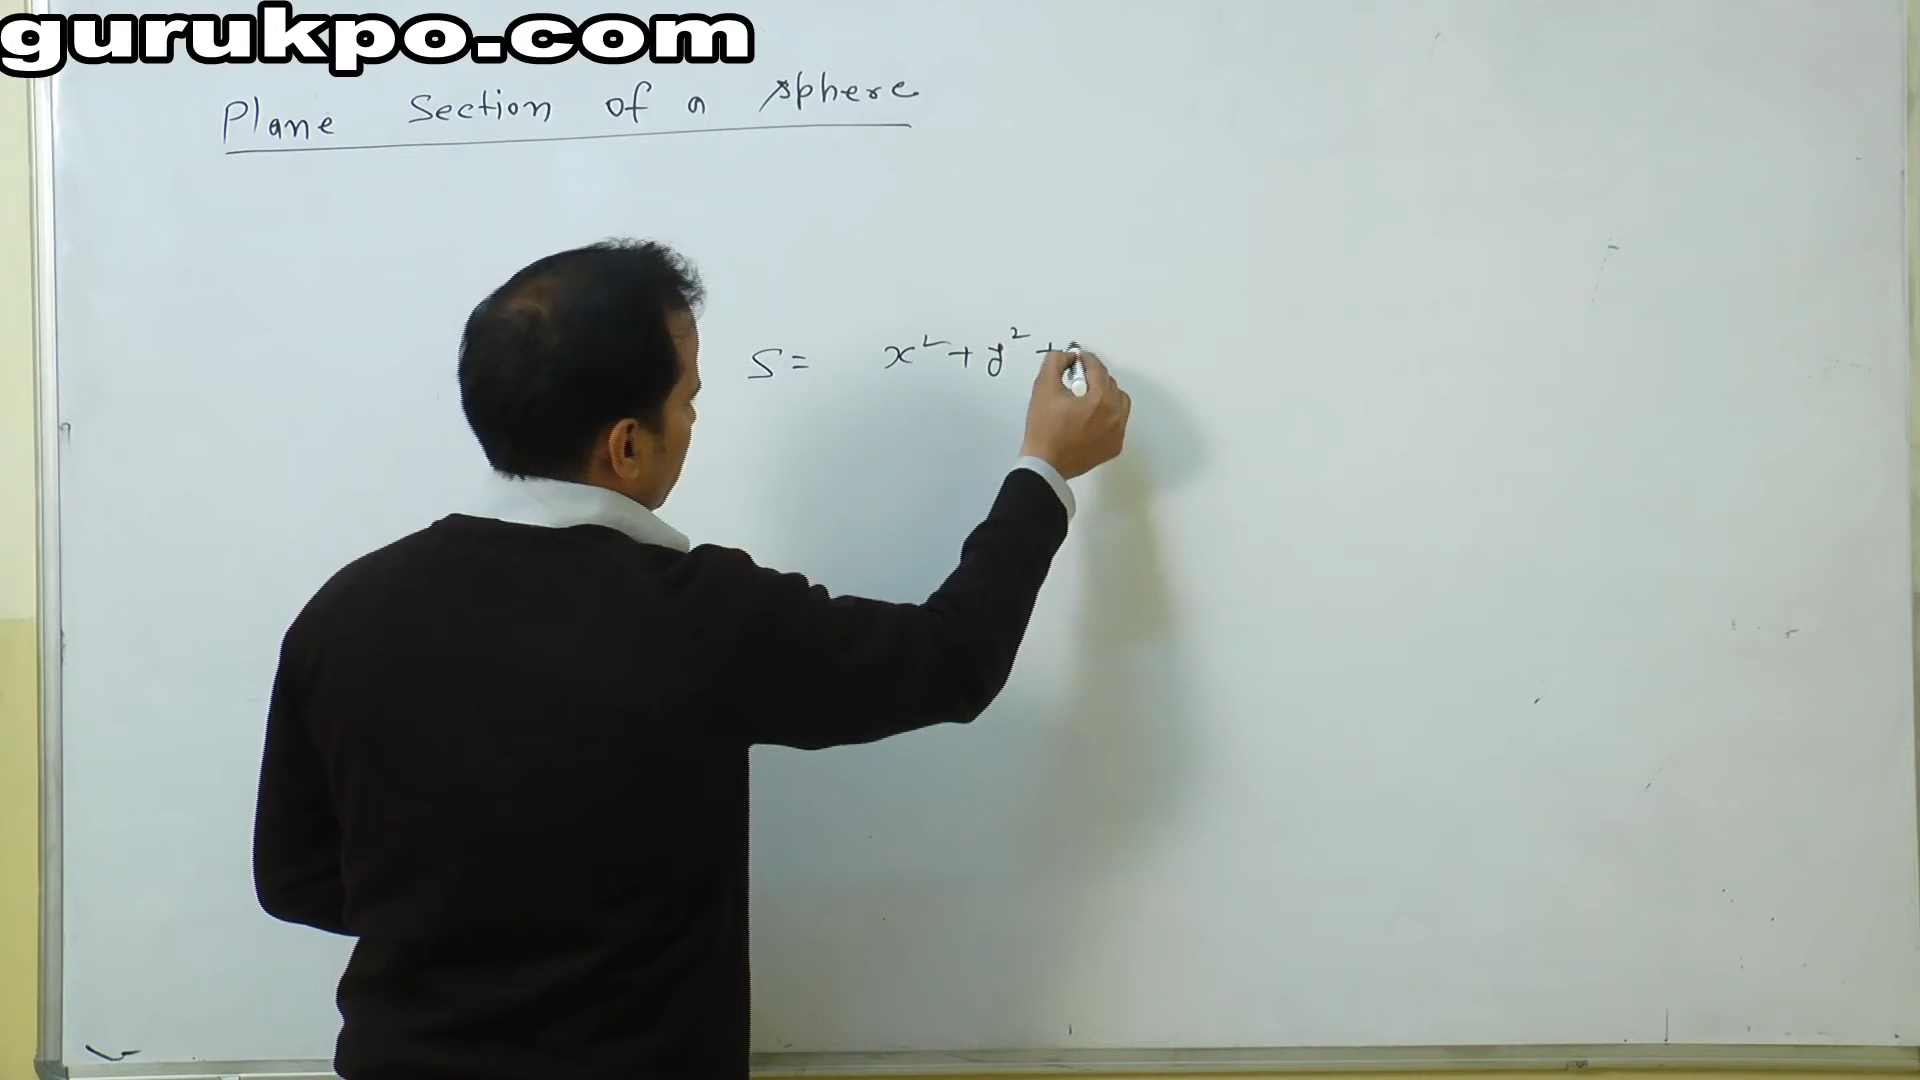 gurukpo.com
Plane Section of a sphere
S = x² + y² +